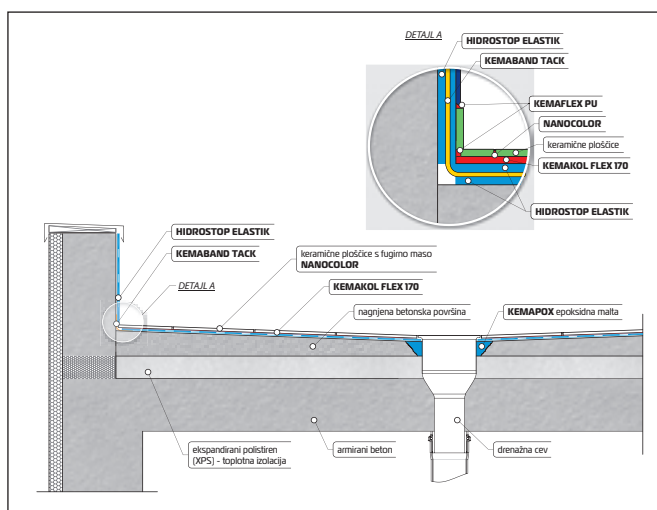 DETAJL A
HIDROSTOP ELASTIK
KEMABAND TACK
KEMAFLEX PU
NANOCOLOR
keramične ploščice
KEMAKOL FLEX 170
HIDROSTOP ELASTIK
HIDROSTOP ELASTIK
KEMABAND TACK
DETAJL A
keramične ploščice s fugirno maso
NANOCOLOR
KEMAKOL FLEX 170
nagnjena betonska površina
KEMAPOX epoksidna malta
ekspandirani polistiren
(XPS) - toplotna izolacija
armirani beton
drenažna cev